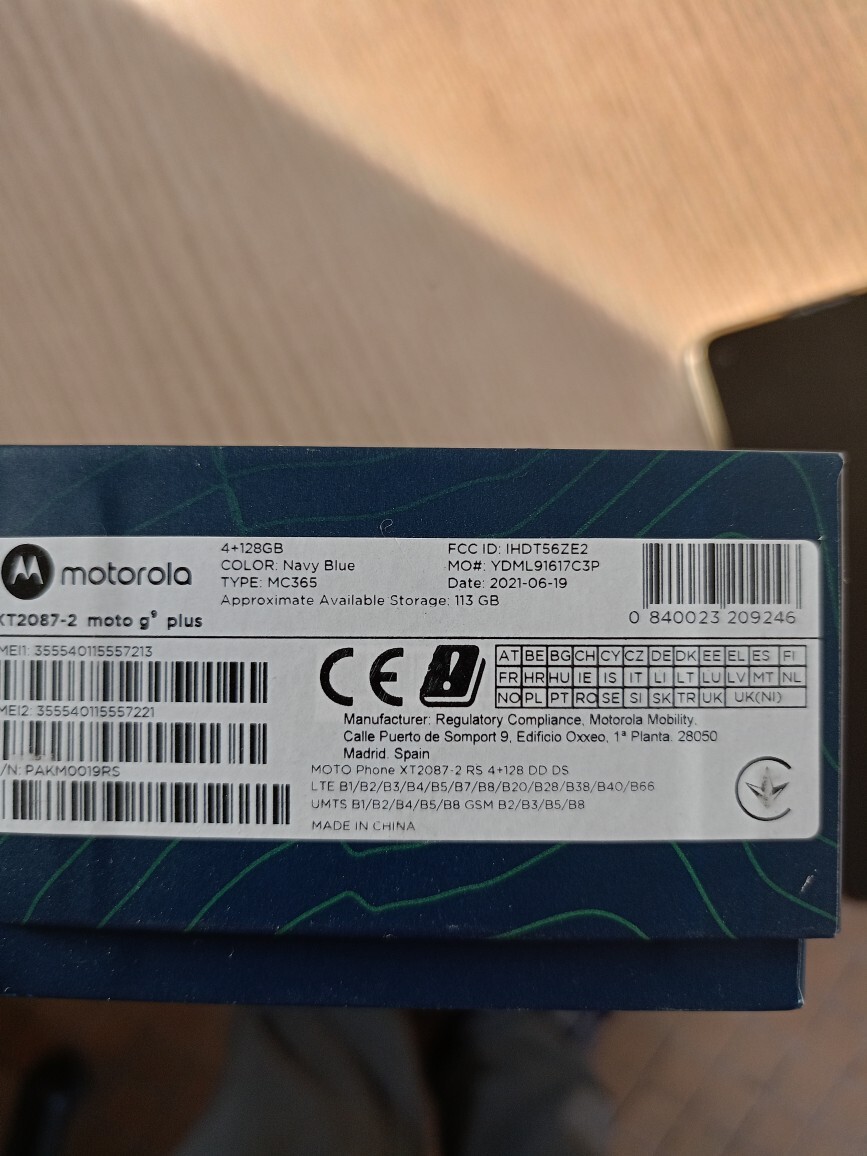 4+128GB
COLOR: Navy Blue
TYPE: MC365
Approximate Available Storage: 113 GB
FCC ID: IHDT56ZE2
MO#: YDML91617C3P
Date: 2021-06-19
motorola
XT2087-2 moto g⁹ plus
0 840023 209246
MEI1: 355540115557213
MEI2: 355540115557221
/N: PAKM0019RS
CE
AT BE BG CH CY CZ DE DK EE EL ES FI
FR HR HU IE IS IT LI LT LU LV MT NL
NO PL PT RO SE SI SK TR UK UK(NI)
Manufacturer: Regulatory Compliance, Motorola Mobility.
Calle Puerto de Somport 9, Edificio Oxxeo, 1ª Planta. 28050
Madrid. Spain
MOTO Phone XT2087-2 RS 4+128 DD DS
LTE B1/B2/B3/B4/B5/B7/B8/B20/B28/B38/B40/B66
UMTS B1/B2/B4/B5/B8 GSM B2/B3/B5/B8
MADE IN CHINA